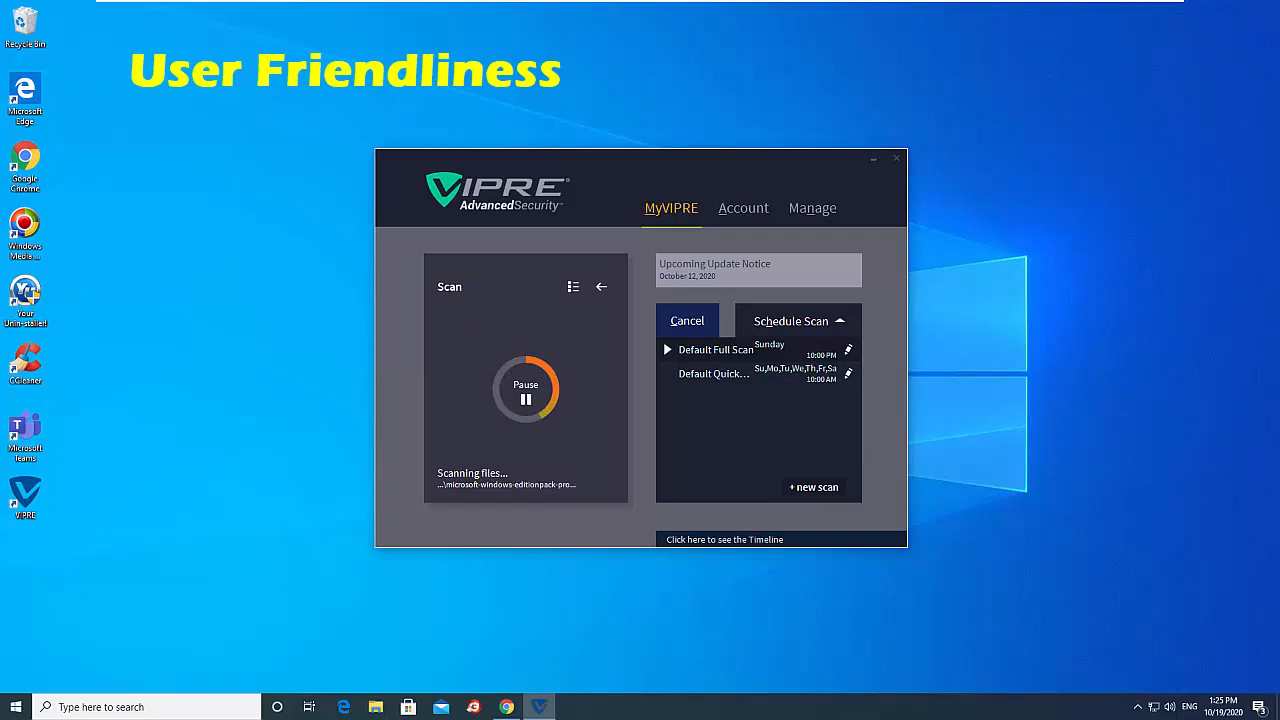 Recycle Bin
Microsoft
Edge
Google
Chrome
Windows
Media ...
Your
Unin-staller!
CCleaner
Microsoft
Teams
VIPRE
User Friendliness
VIPRE
AdvancedSecurity™
MyVIPRE
Account
Manage
Scan
Pause
Scanning files...
...\microsoft-windows-editionpack-pro...
Upcoming Update Notice
October 12, 2020
Cancel
Schedule Scan
Default Full Scan
Sunday
10:00 PM
Default Quick...
Su,Mo,Tu,We,Th,Fr,Sa
10:00 AM
+ new scan
Click here to see the Timeline
Type here to search
ENG
1:25 PM
10/19/2020